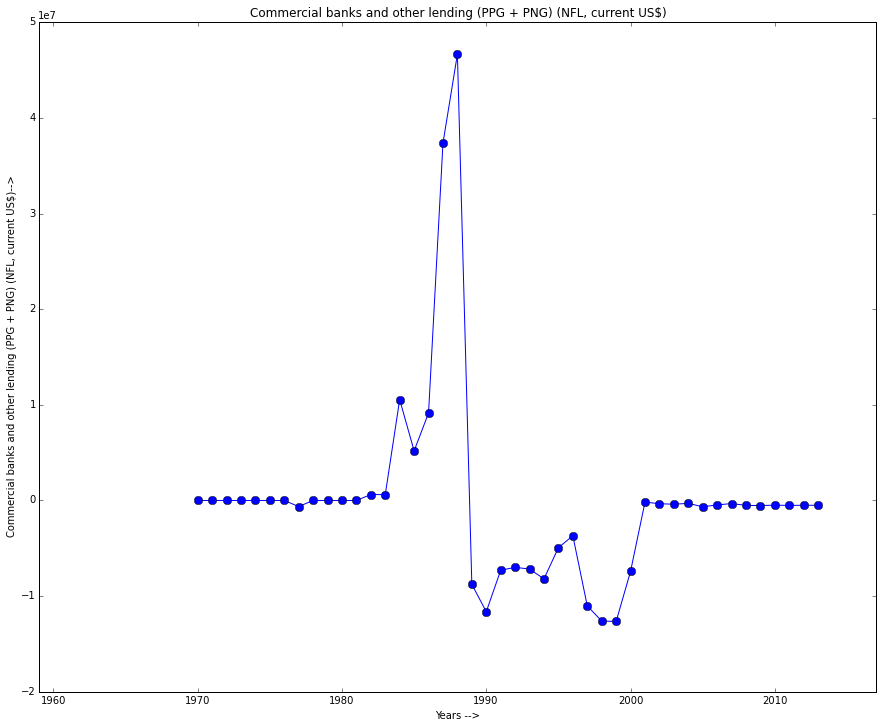 Commercial banks and other lending (PPG + PNG) (NFL, current US$)
1e7
5
4
3
2
1
0
−1
−2
Commercial banks and other lending (PPG + PNG) (NFL, current US$)-->
1960 1970 1980 1990 2000 2010
Years -->